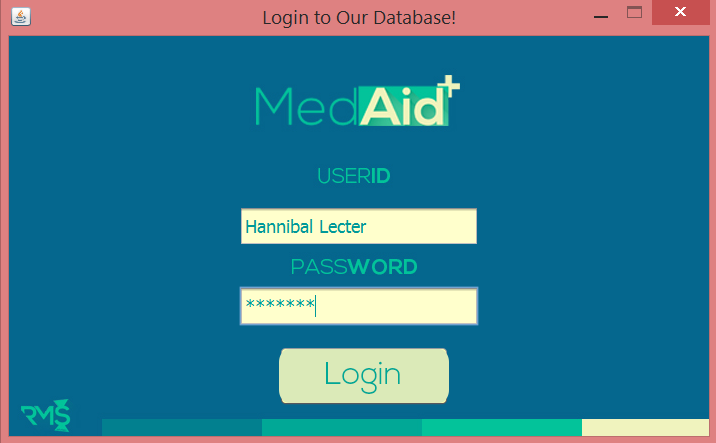 Login to Our Database!
MedAid+
USERID
Hannibal Lecter
PASSWORD
*******
Login
RMS